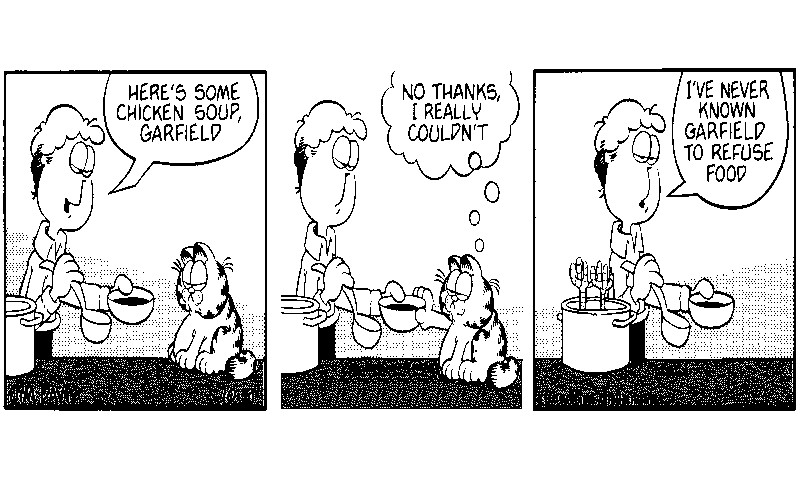 HERE'S SOME
CHICKEN SOUP,
GARFIELD
NO THANKS,
I REALLY
COULDN'T
I'VE NEVER
KNOWN
GARFIELD
TO REFUSE
FOOD